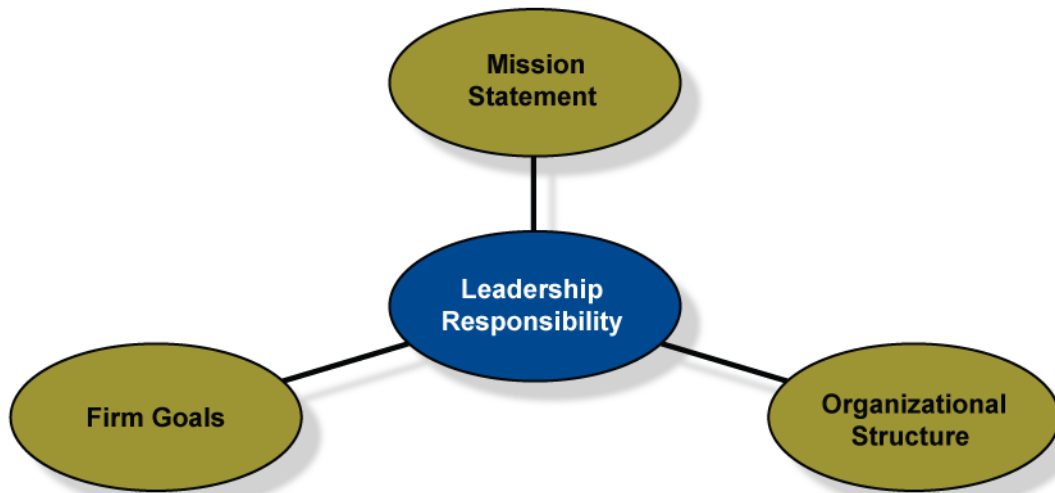 Mission
Statement
Leadership
Responsibility
Firm Goals
Organizational
Structure